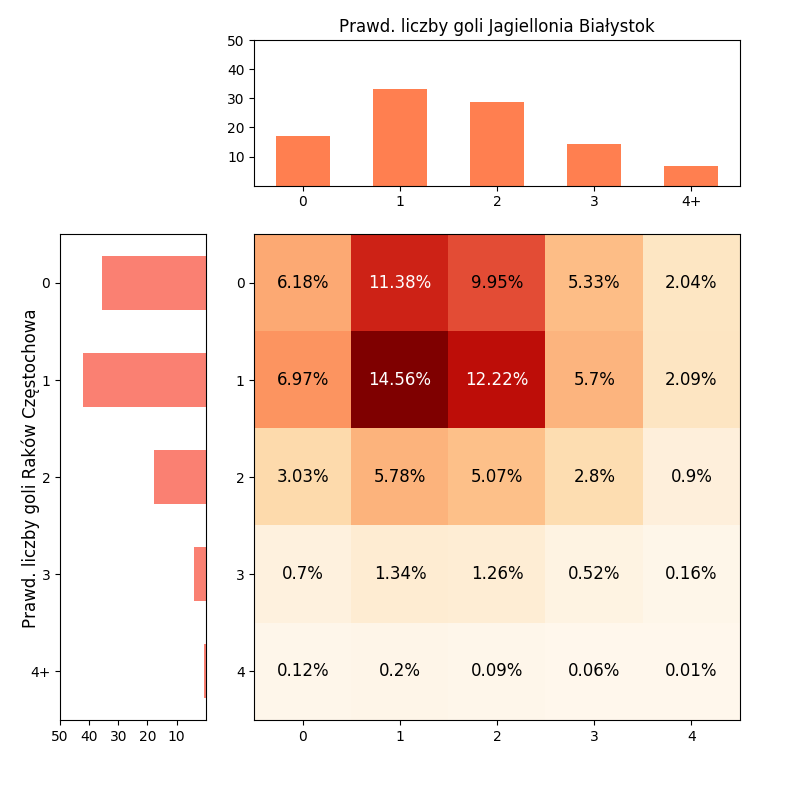 Prawd. liczby goli Jagiellonia Białystok
50
40
30
20
10
0 1 2 3 4+
Prawd. liczby goli Raków Częstochowa
0
1
2
3
4+
50 40 30 20 10
0 6.18% 11.38% 9.95% 5.33% 2.04%
1 6.97% 14.56% 12.22% 5.7% 2.09%
2 3.03% 5.78% 5.07% 2.8% 0.9%
3 0.7% 1.34% 1.26% 0.52% 0.16%
4 0.12% 0.2% 0.09% 0.06% 0.01%
0 1 2 3 4